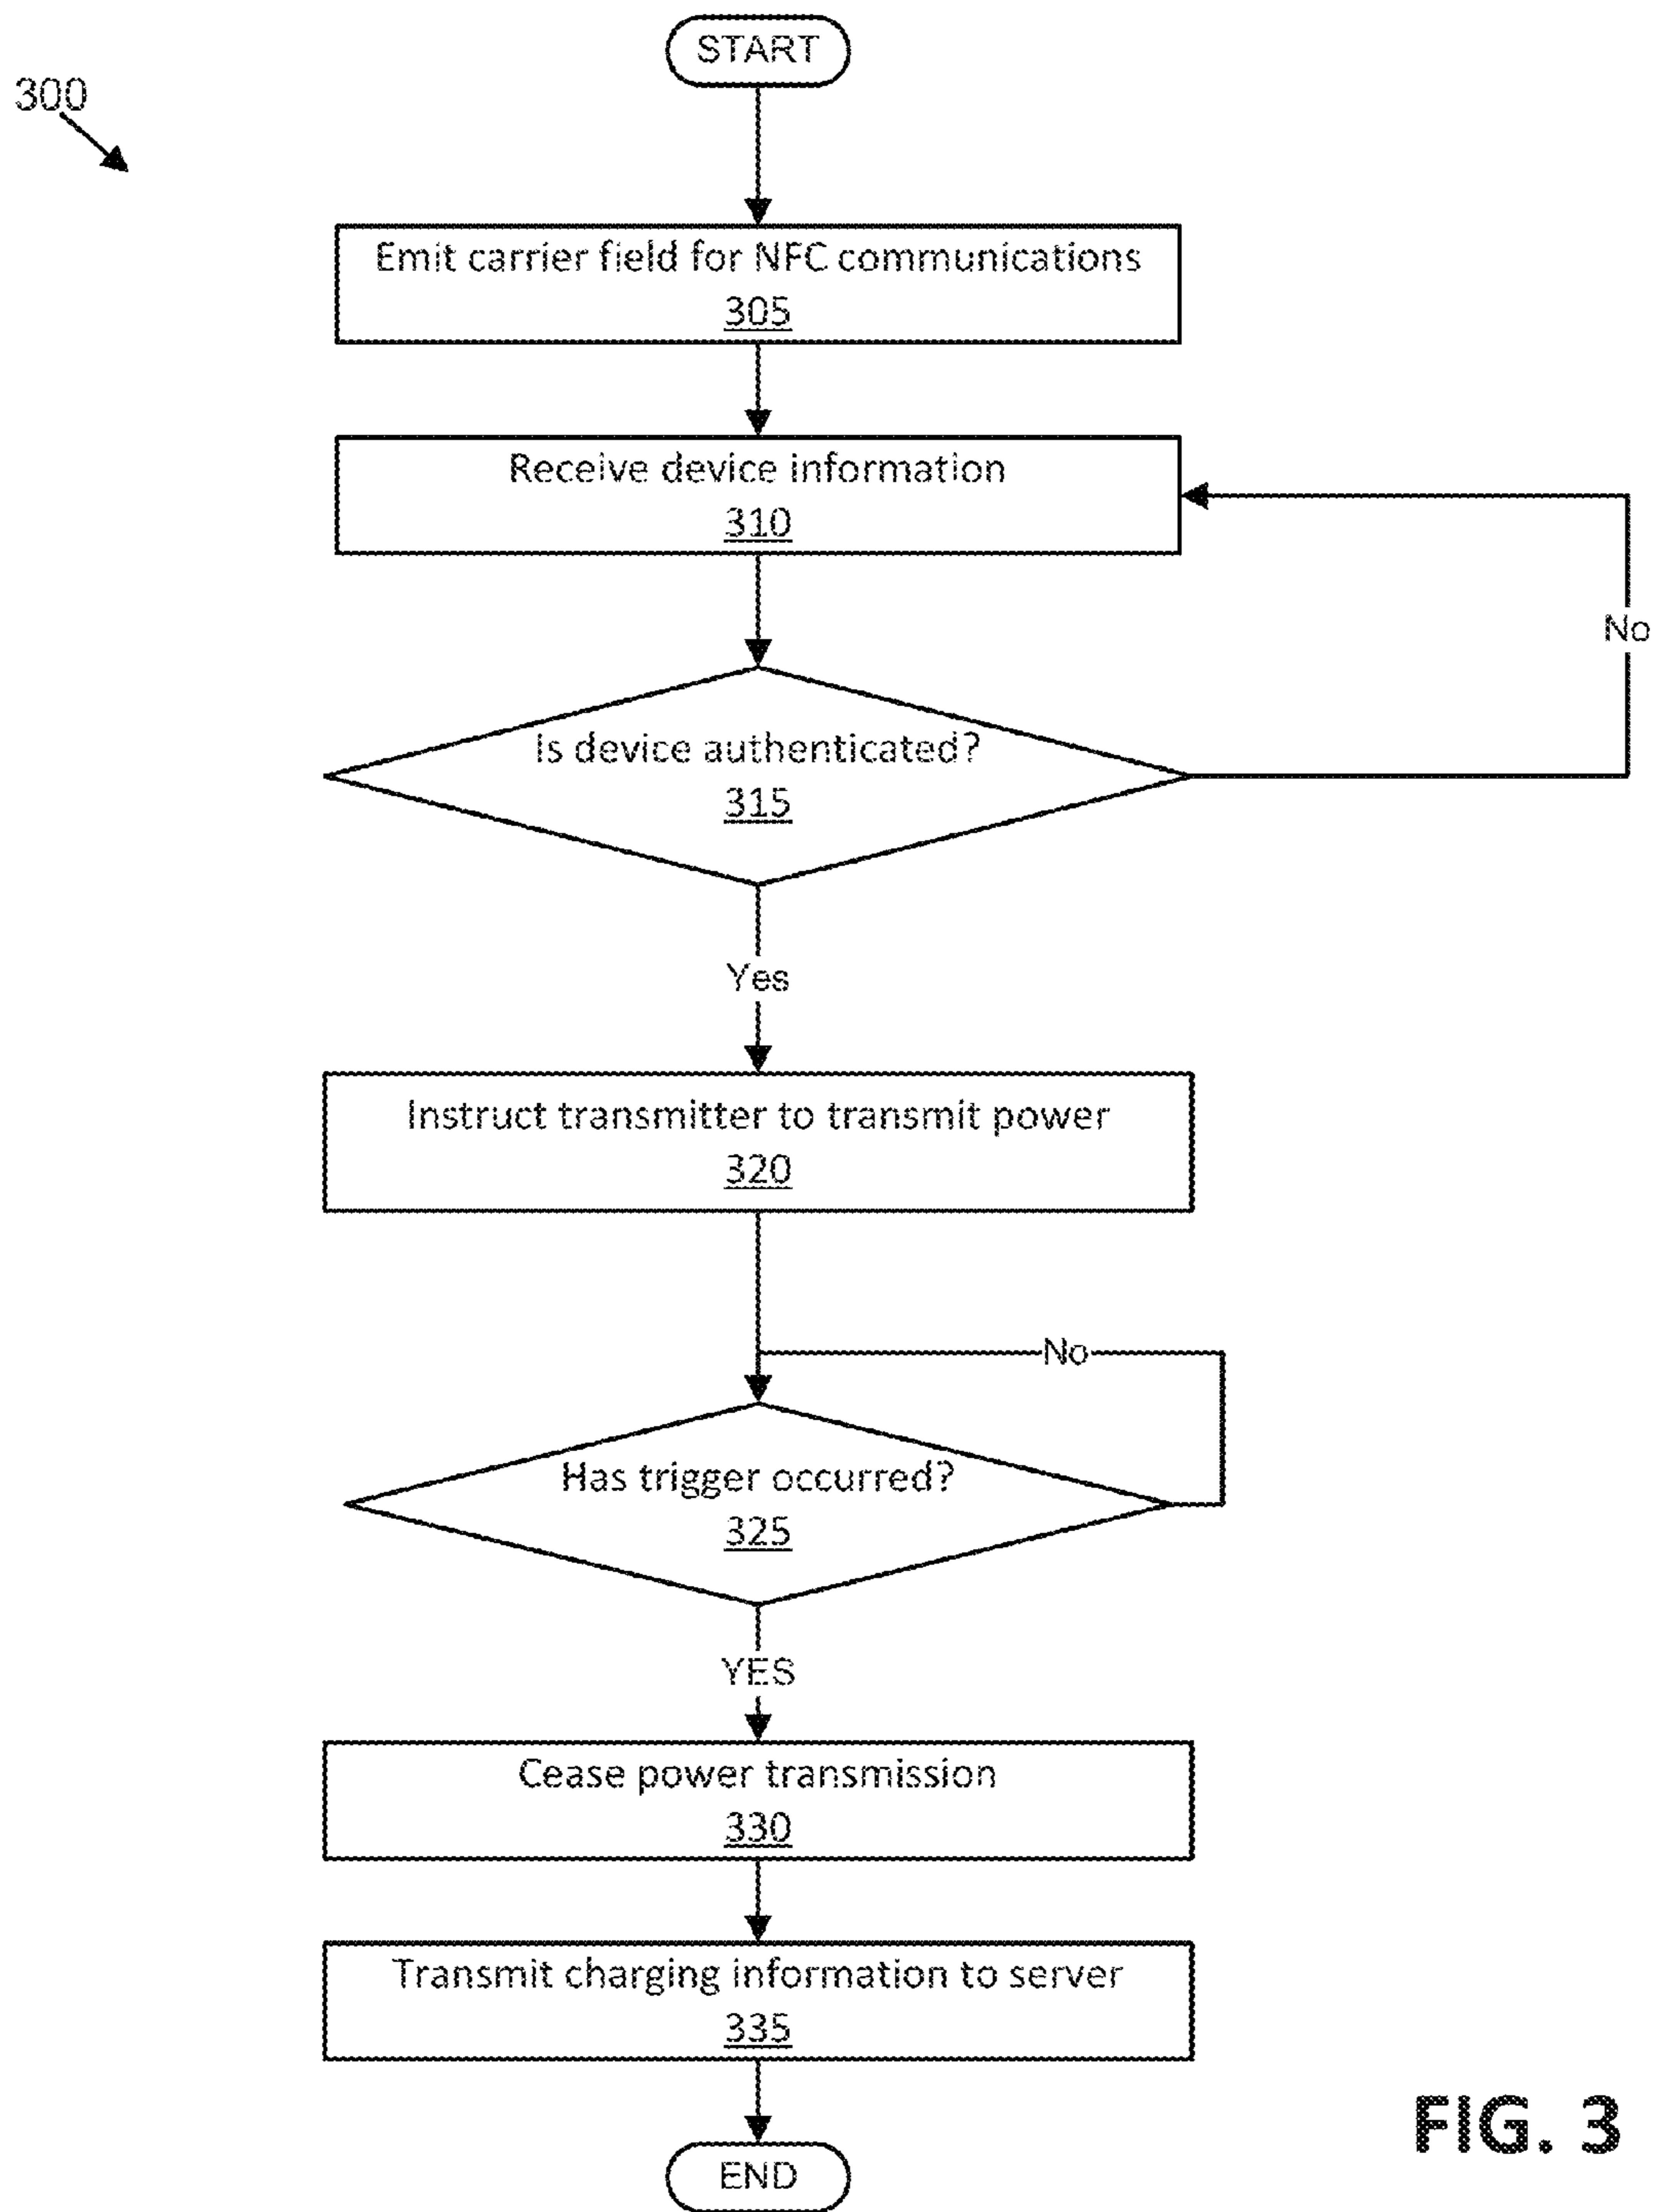 START
300
Emit carrier field for NFC communications
305
Receive device information
310
No
Is device authenticated?
315
Yes
Instruct transmitter to transmit power
320
No
Has trigger occurred?
325
YES
Cease power transmission
330
Transmit charging information to server
335
END
FIG. 3